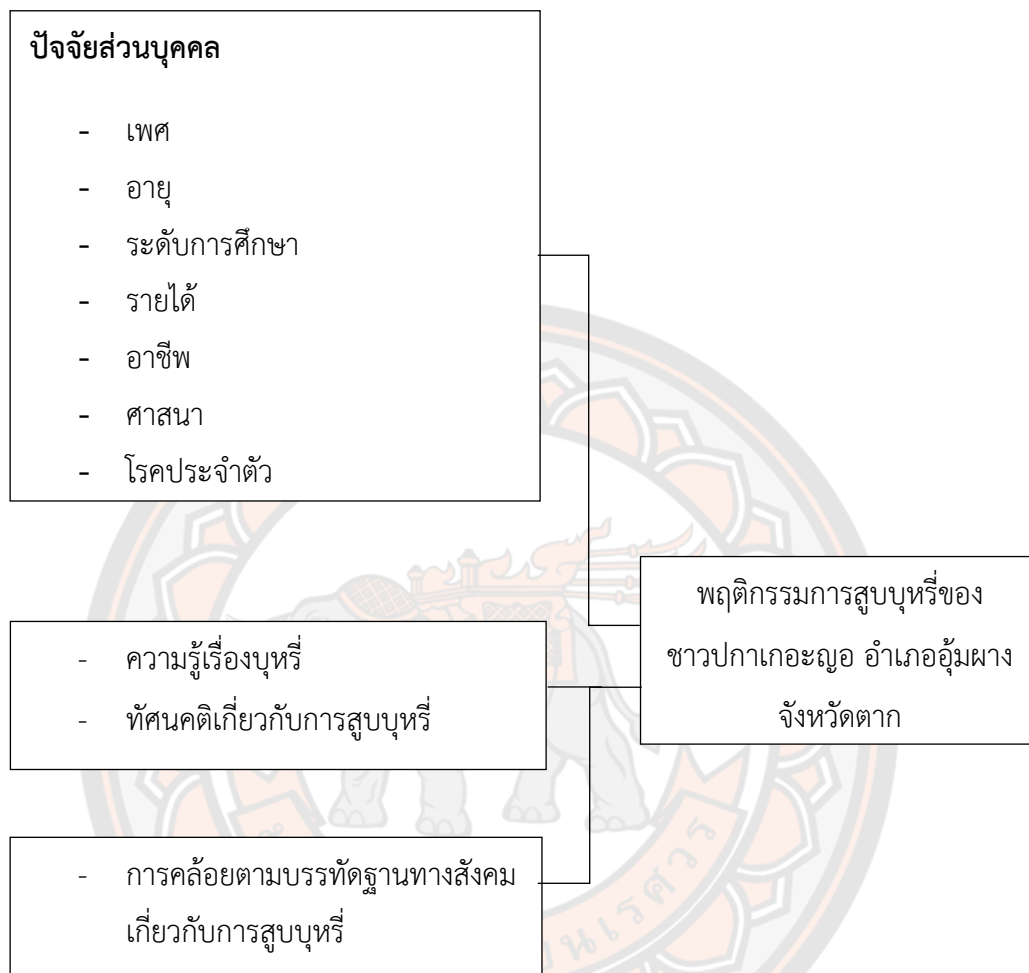 ปัจจัยส่วนบุคคล
- เพศ
- อายุ
- ระดับการศึกษา
- รายได้
- อาชีพ
- ศาสนา
- โรคประจำตัว
- ความรู้เรื่องบุหรี่
- ทัศนคติเกี่ยวกับการสูบบุหรี่
- การคล้อยตามบรรทัดฐานทางสังคม
เกี่ยวกับการสูบบุหรี่
พฤติกรรมการสูบบุหรี่ของ
ชาวปกาเกอะญอ อำเภออุ้มผาง
จังหวัดตาก